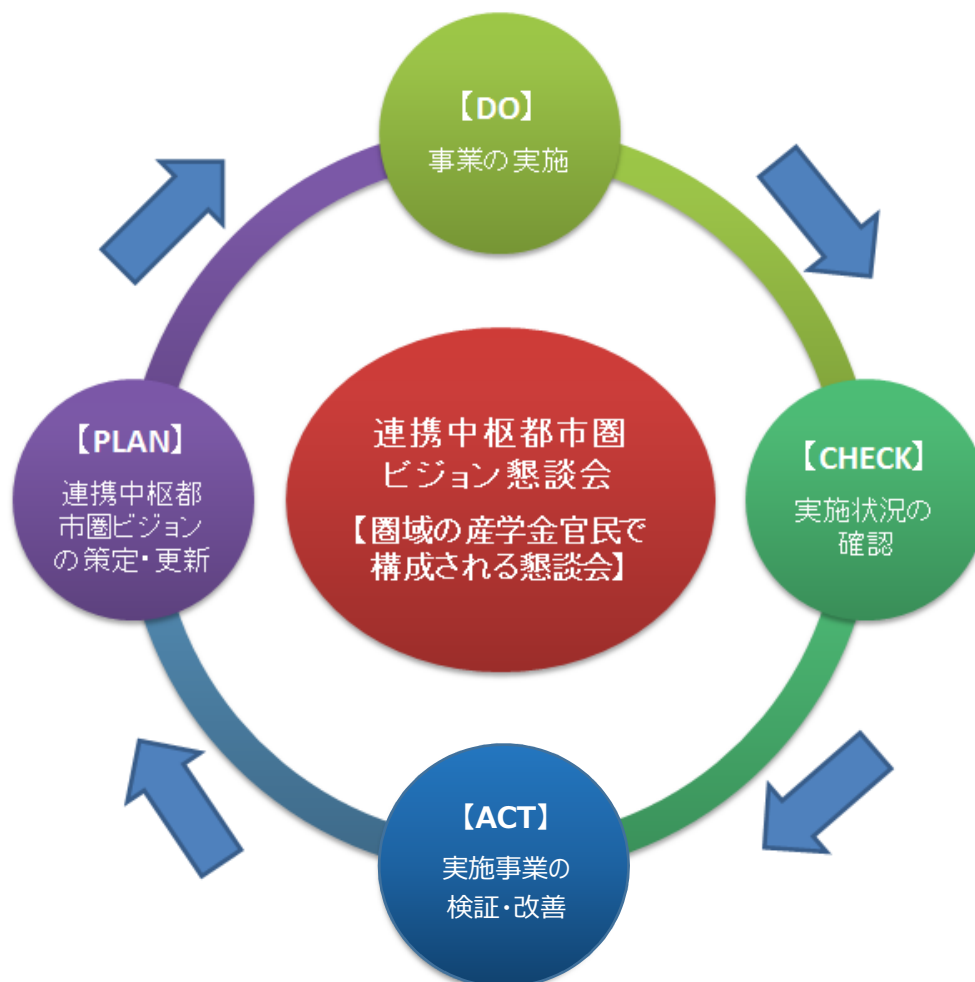 【DO】
事業の実施
【PLAN】
連携中枢都
市圏ビジョン
の策定・更新
連携中枢都市圏
ビジョン懇談会
【圏域の産学金官民で
構成される懇談会】
【CHECK】
実施状況の
確認
【ACT】
実施事業の
検証・改善